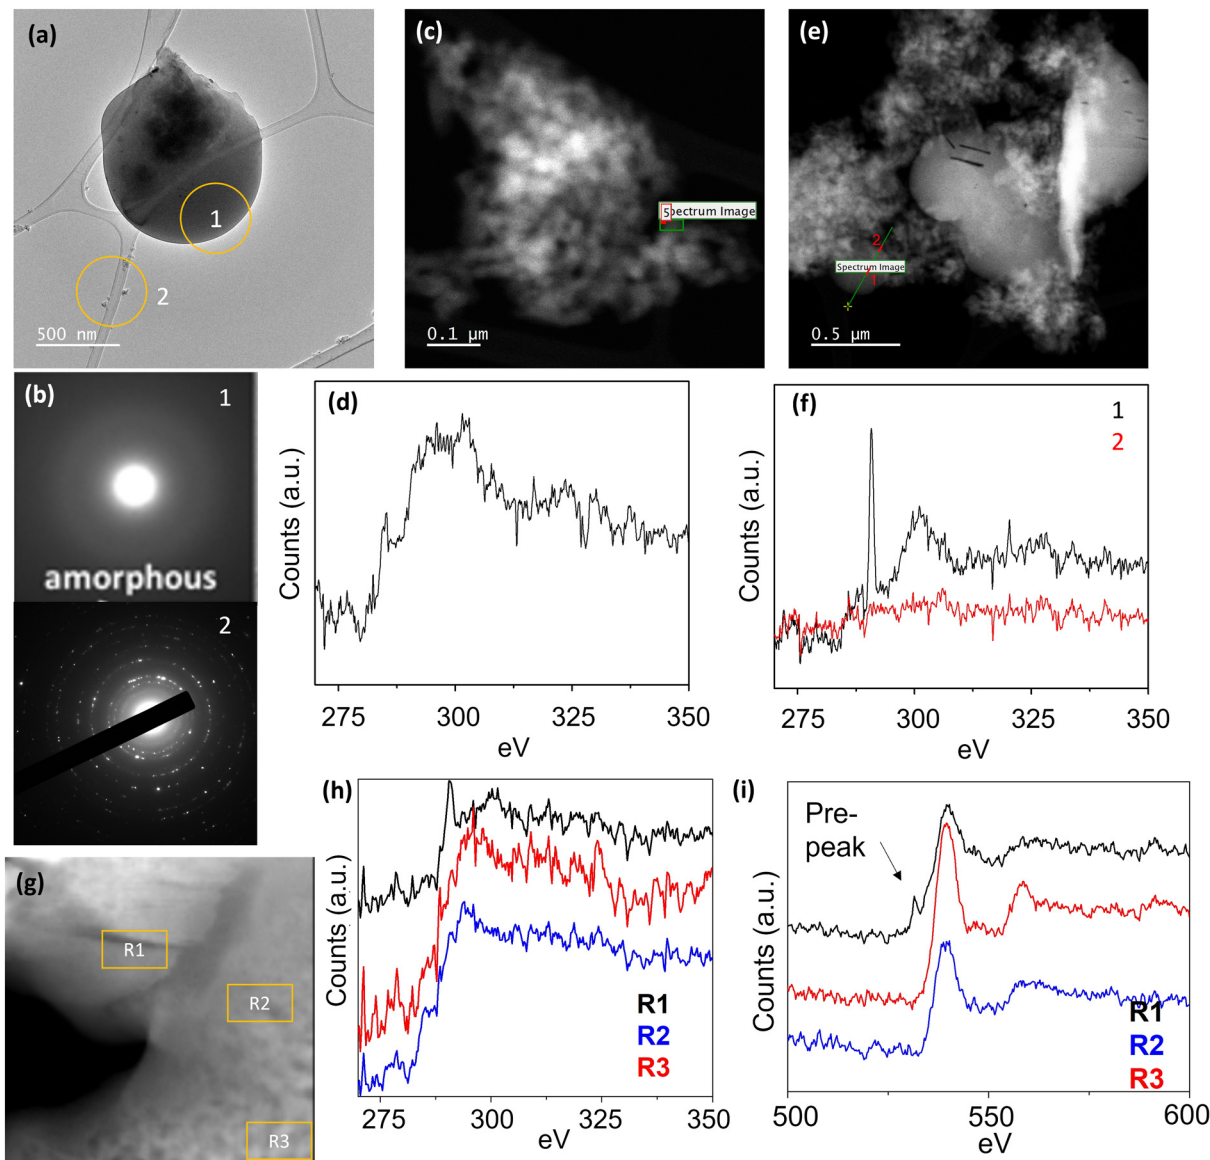 (a)
1
2
500 nm
(c)
5
pectrum Image
0.1 μm
(e)
2
Spectrum Image
1
0.5 μm
(b)
1
amorphous
2
(d)
Counts (a.u.)
275
300
325
350
eV
(f)
1
2
Counts (a.u.)
275
300
325
350
eV
(g)
R1
R2
R3
(h)
Counts (a.u.)
R1
R2
R3
275
300
325
350
eV
(i)
Pre-
peak
Counts (a.u.)
R1
R2
R3
500
550
600
eV